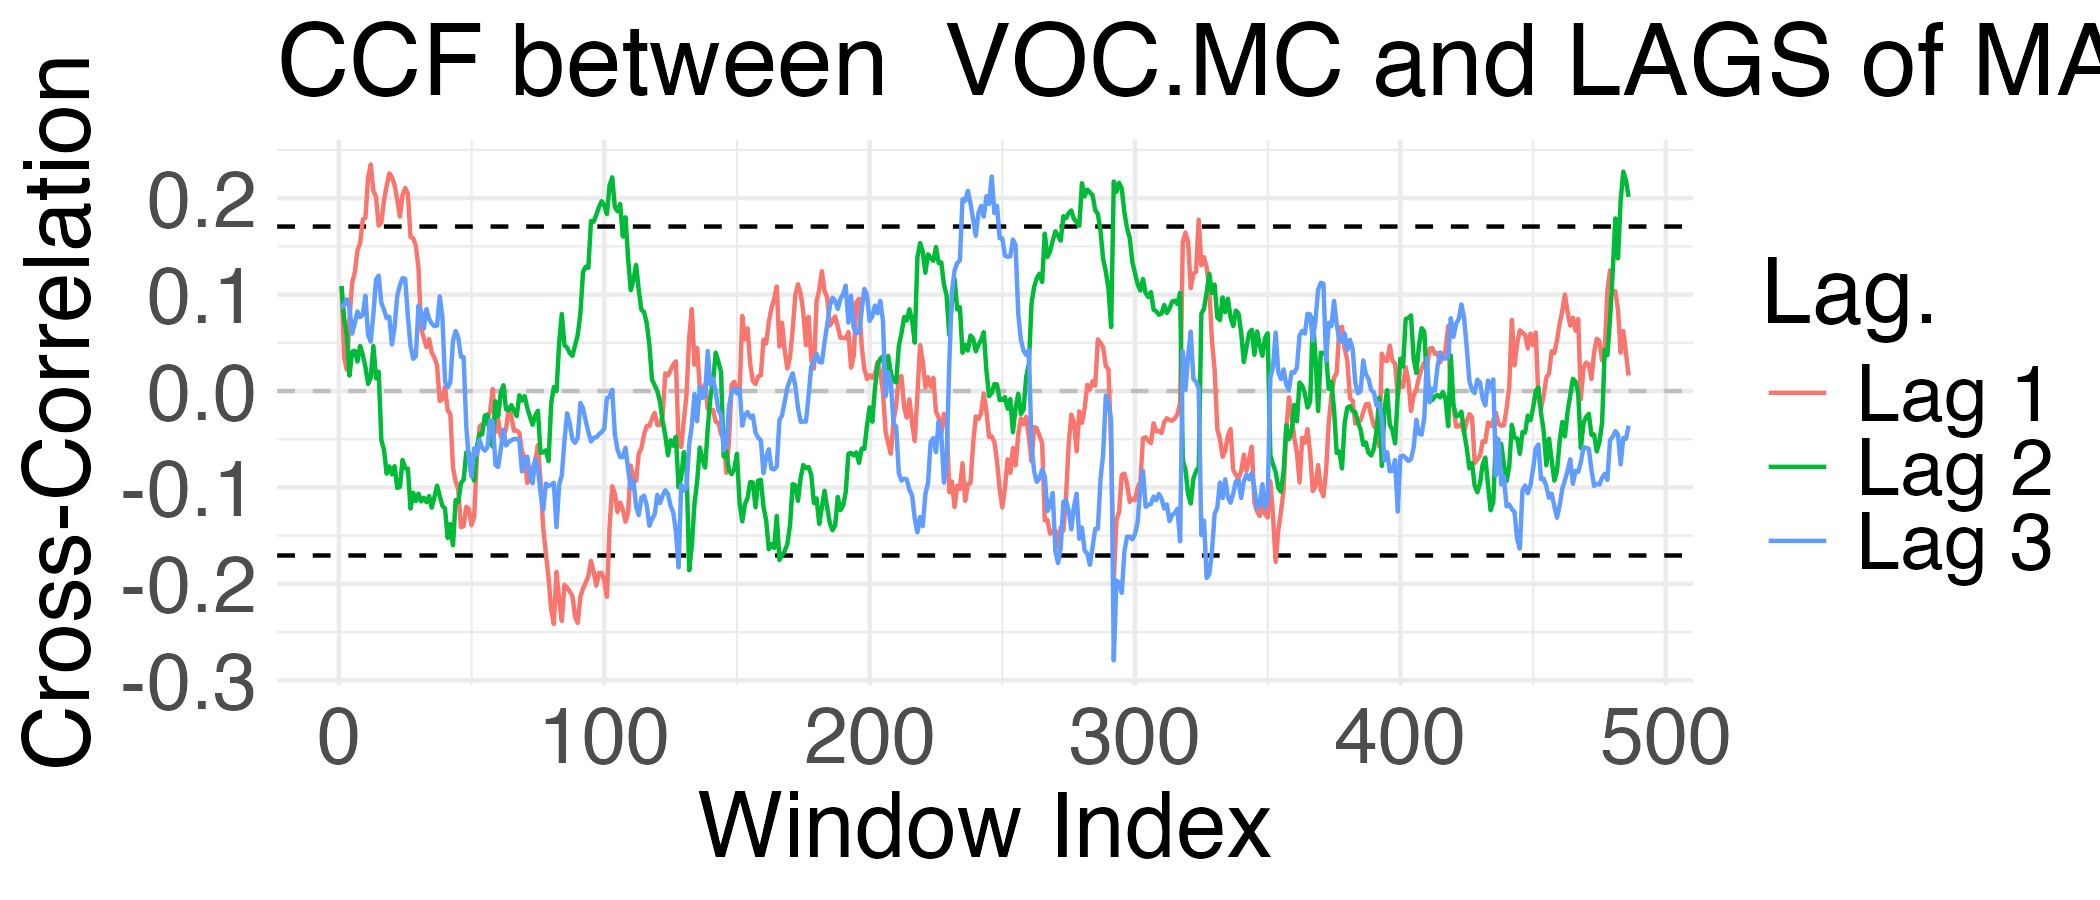 CCF between  VOC.MC and LAGS of MA
Cross-Correlation
0.2
0.1
0.0
-0.1
-0.2
-0.3
0 100 200 300 400 500
Window Index
Lag.
Lag 1
Lag 2
Lag 3